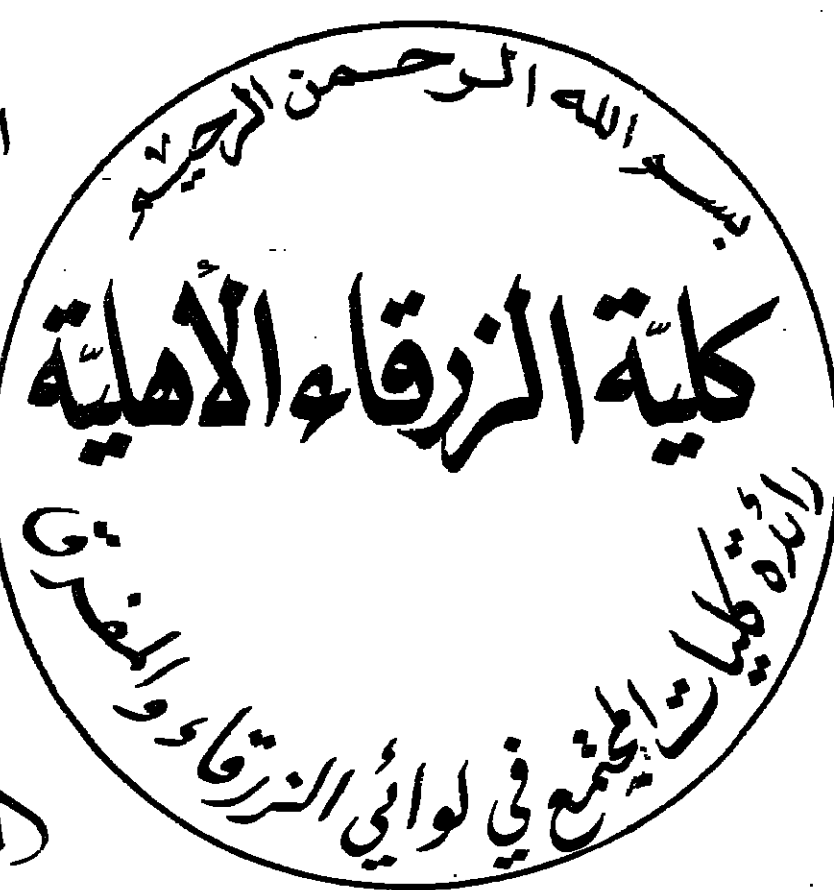 بسم الله الرحمن الرحيم
كليّة الزرقاء الأهليّة
رائدة كليات المجتمع في لوائي الزرقاء والمفرق